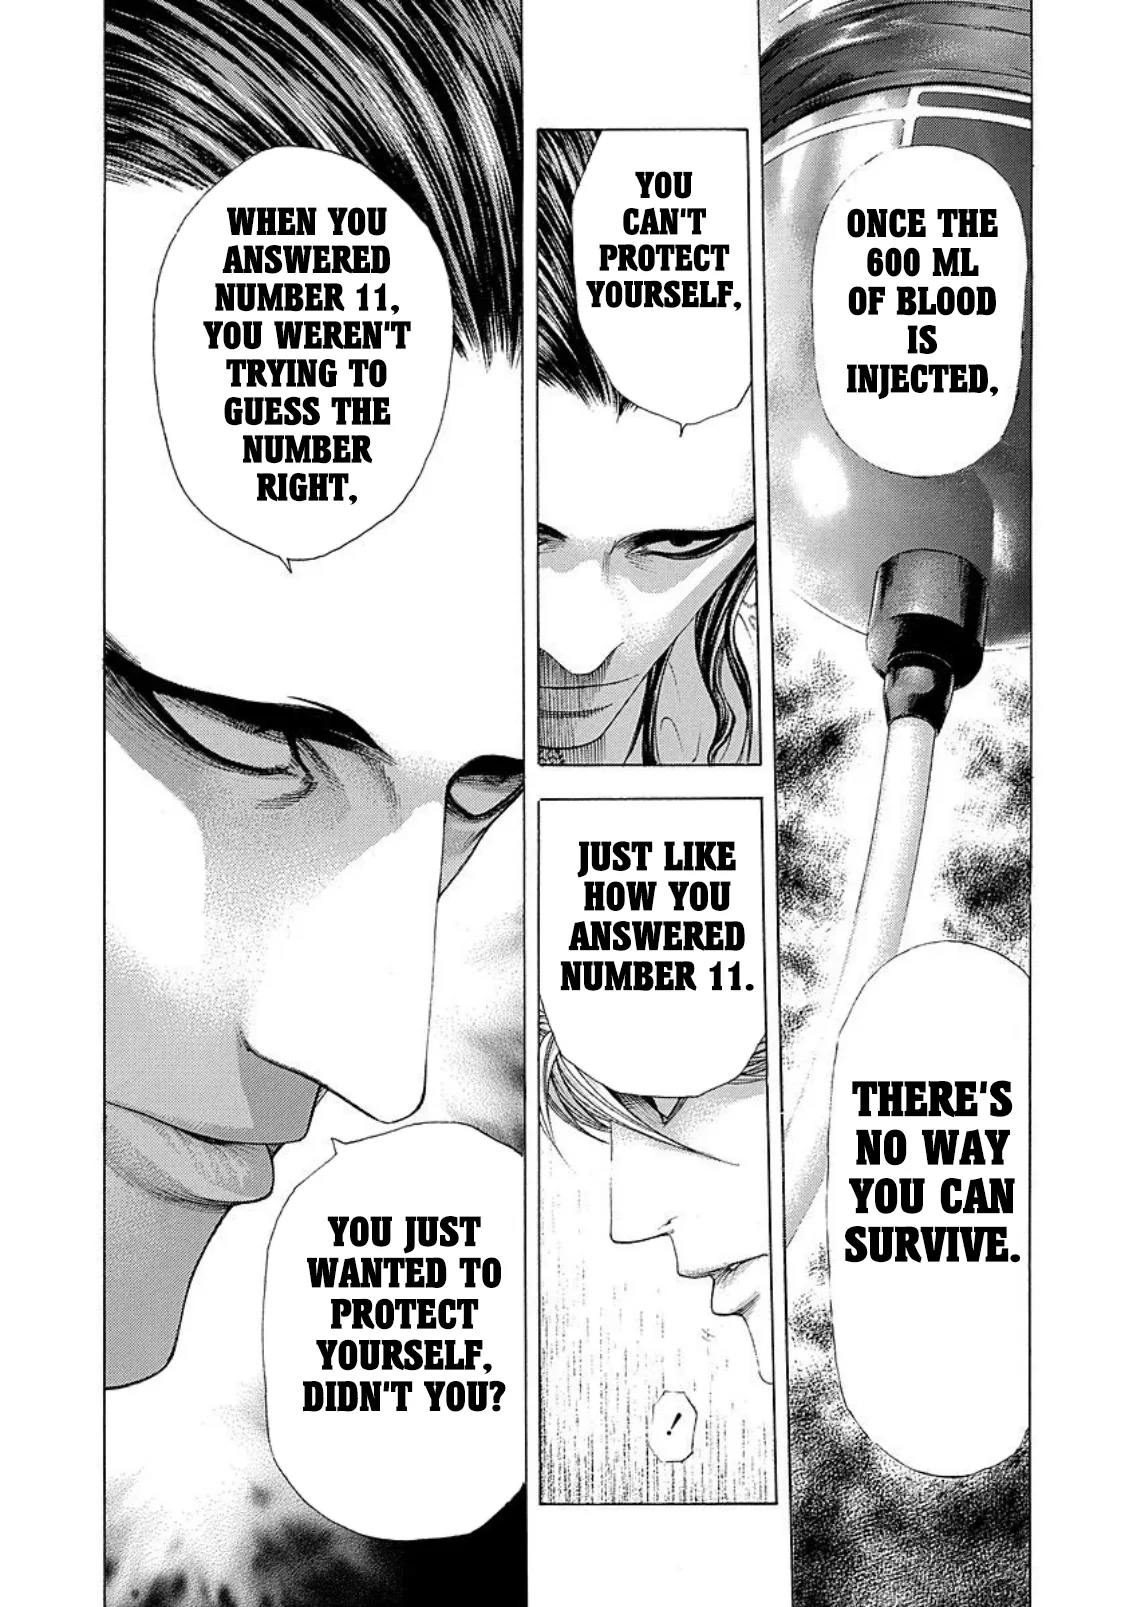 ONCE THE
600 ML
OF BLOOD
IS
INJECTED,
THERE'S
NO WAY
YOU CAN
SURVIVE.
YOU
CAN'T
PROTECT
YOURSELF,
JUST LIKE
HOW YOU
ANSWERED
NUMBER 11.
!
WHEN YOU
ANSWERED
NUMBER 11,
YOU WEREN'T
TRYING TO
GUESS THE
NUMBER
RIGHT,
YOU JUST
WANTED TO
PROTECT
YOURSELF,
DIDN'T YOU?